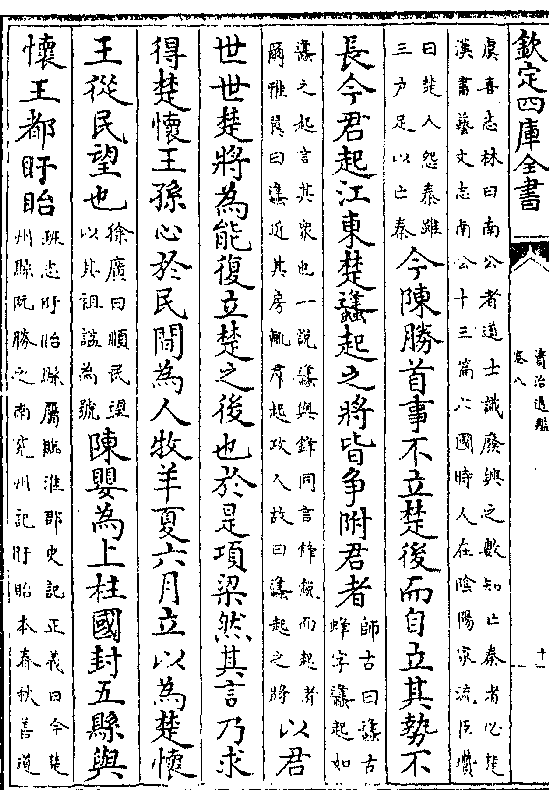 欽定四庫全書
資治通鑑
卷八
十一
虞喜志林曰南公者道士識廢興之數知亡秦者必楚
漢書藝文志南公十三篇六國時人在陰陽家流臣瓚
曰楚人怨秦雖
三户足以亡秦
今陳勝首事不立楚後而自立其勢不
長今君起江東楚蠭起之將皆争附君者
師古曰蠭古
蜂字蠭起如
蠭之起言其衆也一說蠭與鋒同言鋒銳而起者
爾雅翼曰蠭近其房輒羣起攻人故曰蠭起之將
以君
世世楚將為能復立楚之後也於是項梁然其言乃求
得楚懷王孫心於民間為人牧羊夏六月立以為楚懷
王從民望也
徐廣曰順民望
以其祖諡為號
陳嬰為上柱國封五縣與
懷王都盱眙
班志盱眙縣屬臨淮郡史記正義曰今楚
州縣阮勝之南兖州記盱眙本春秋善道